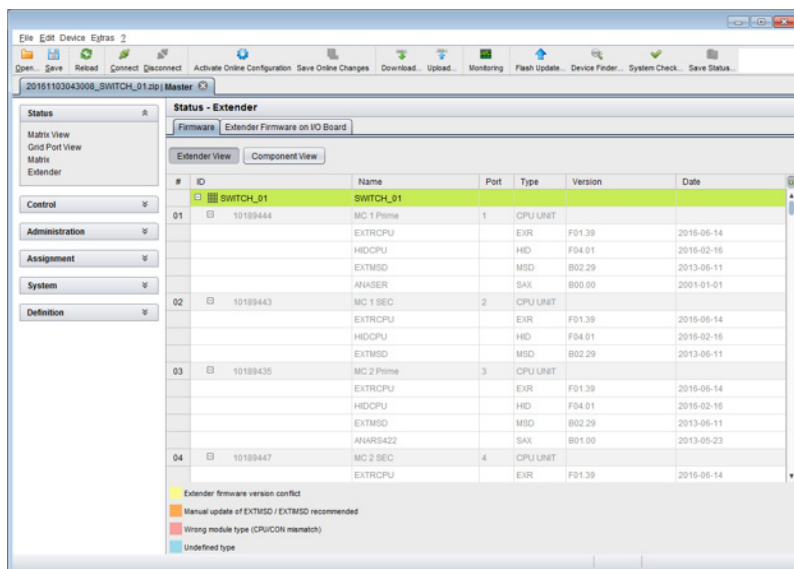 File Edit Device Extras ?
Open... Save Reload Connect Disconnect Activate Online Configuration Save Online Changes Download... Upload... Monitoring Flash Update... Device Finder... System Check... Save Status...
20161103043008_SWITCH_01.zip | Master
Status
Matrix View
Grid Port View
Matrix
Extender
Control
Administration
Assignment
System
Definition
Status - Extender
Firmware Extender Firmware on I/O Board
Extender View Component View
# ID Name Port Type Version Date
SWITCH_01 SWITCH_01
01 10189444 MC 1 Prime 1 CPU UNIT
EXTRCPU EXR F01.39 2016-06-14
HIDCPU HID F04.01 2016-02-16
EXTMSD MSD B02.29 2013-06-11
ANASER SAX B00.00 2001-01-01
02 10189443 MC 1 SEC 2 CPU UNIT
EXTRCPU EXR F01.39 2016-06-14
HIDCPU HID F04.01 2016-02-16
EXTMSD MSD B02.29 2013-06-11
03 10189435 MC 2 Prime 3 CPU UNIT
EXTRCPU EXR F01.39 2016-06-14
HIDCPU HID F04.01 2016-02-16
EXTMSD MSD B02.29 2013-06-11
ANARS422 SAX B01.00 2013-05-23
04 10189447 MC 2 SEC 4 CPU UNIT
EXTRCPU EXR F01.39 2016-06-14
Extender firmware version conflict
Manual update of EXTMSD / EXTIMSD recommended
Wrong module type (CPU/CON mismatch)
Undefined type